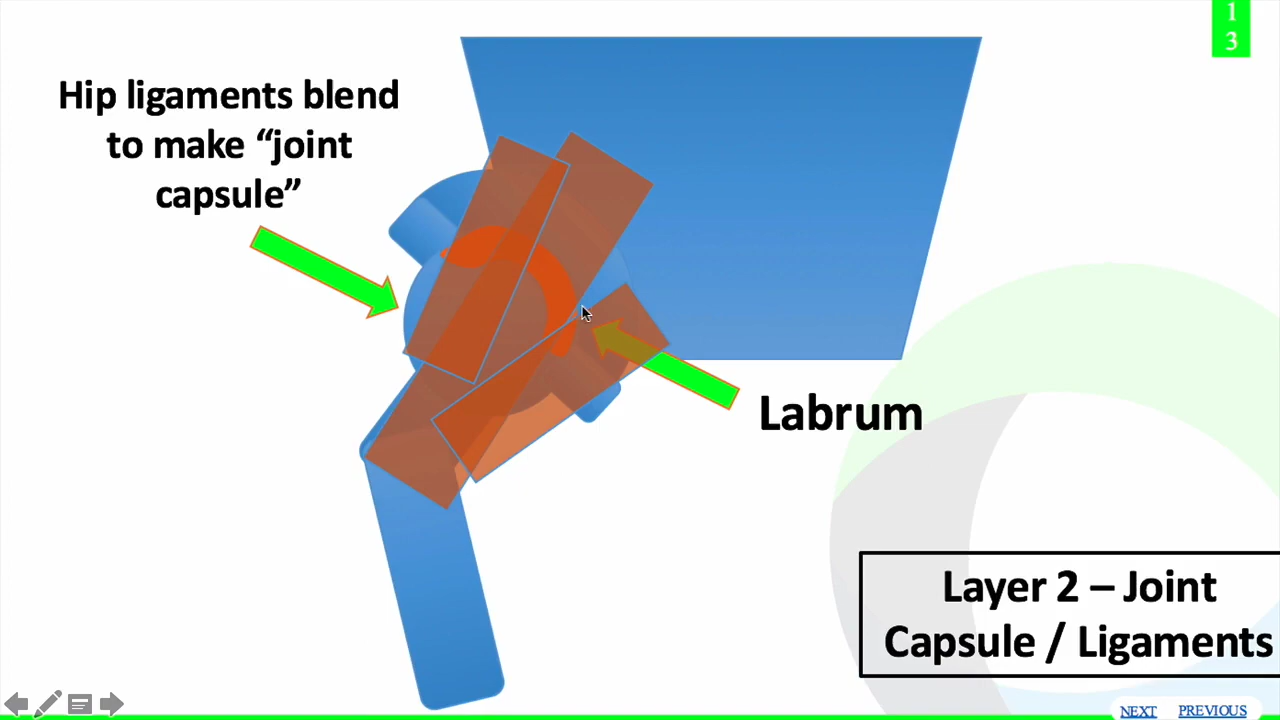 1
3
Hip ligaments blend
to make “joint
capsule”
Labrum
Layer 2 – Joint
Capsule / Ligaments
NEXT PREVIOUS